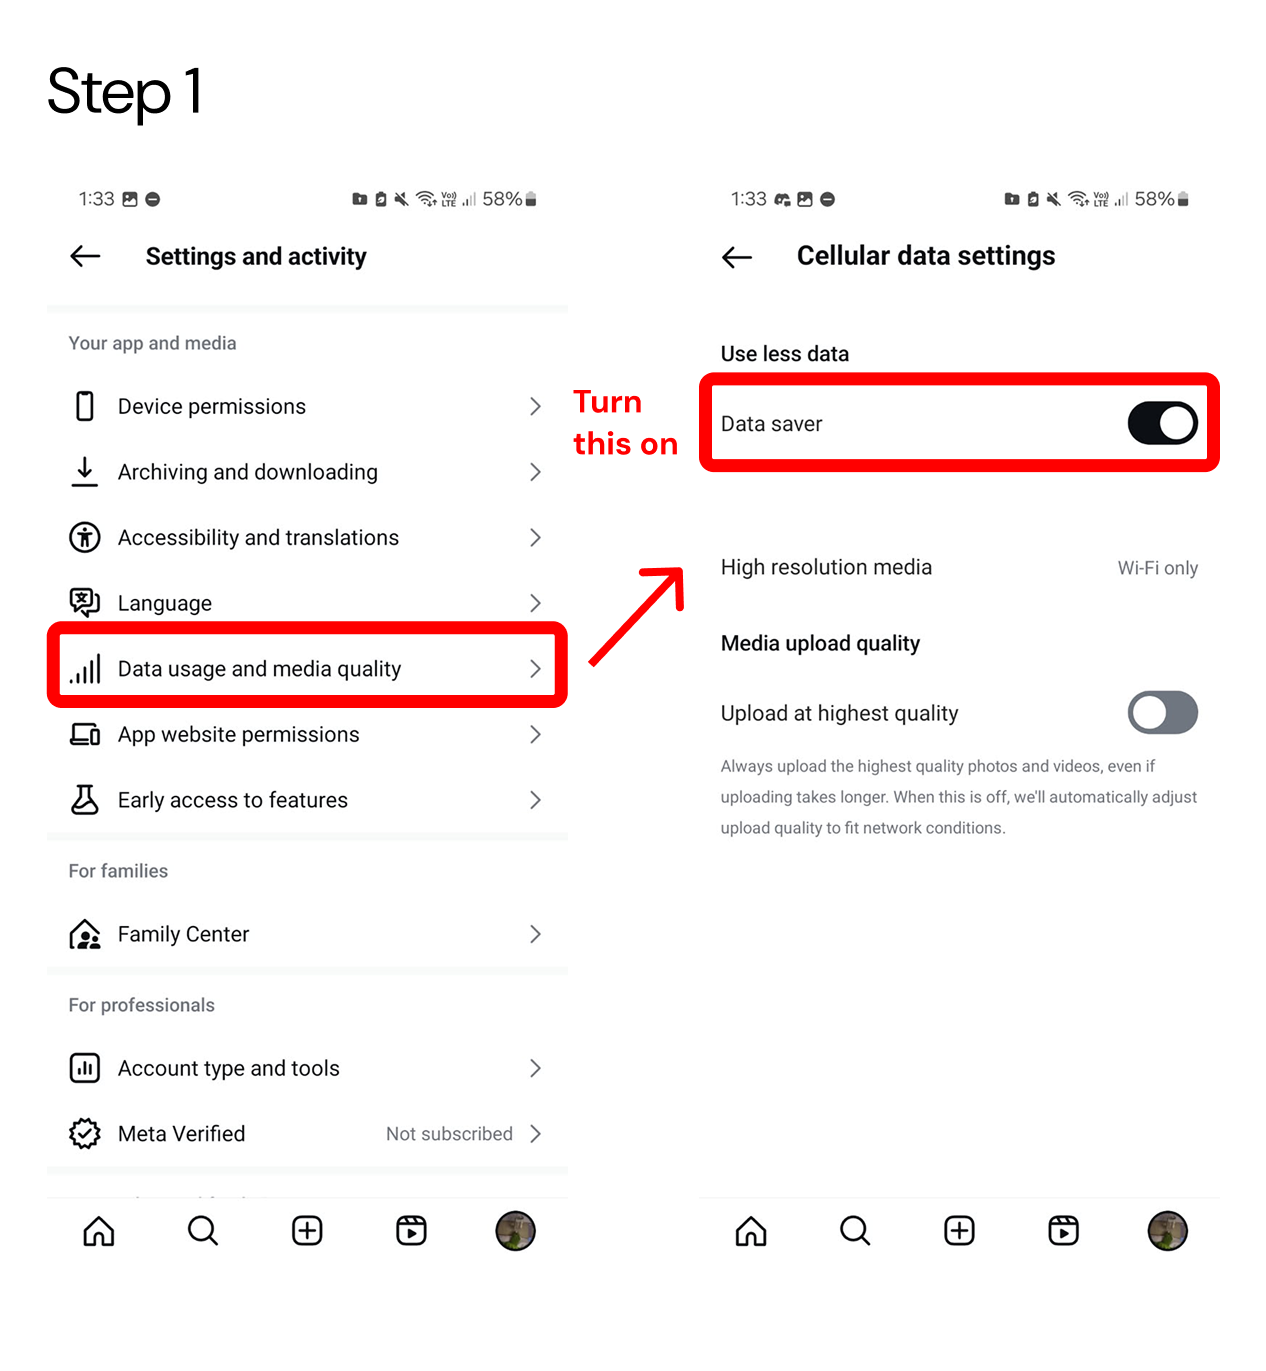 Step 1
1:33
Vo))
LTE
58%
Settings and activity
Your app and media
Device permissions
Archiving and downloading
Accessibility and translations
Language
Data usage and media quality
App website permissions
Early access to features
For families
Family Center
For professionals
Account type and tools
Meta Verified Not subscribed
Turn
this on
1:33
Vo))
LTE
58%
Cellular data settings
Use less data
Data saver
High resolution media Wi-Fi only
Media upload quality
Upload at highest quality
Always upload the highest quality photos and videos, even if
uploading takes longer. When this is off, we'll automatically adjust
upload quality to fit network conditions.